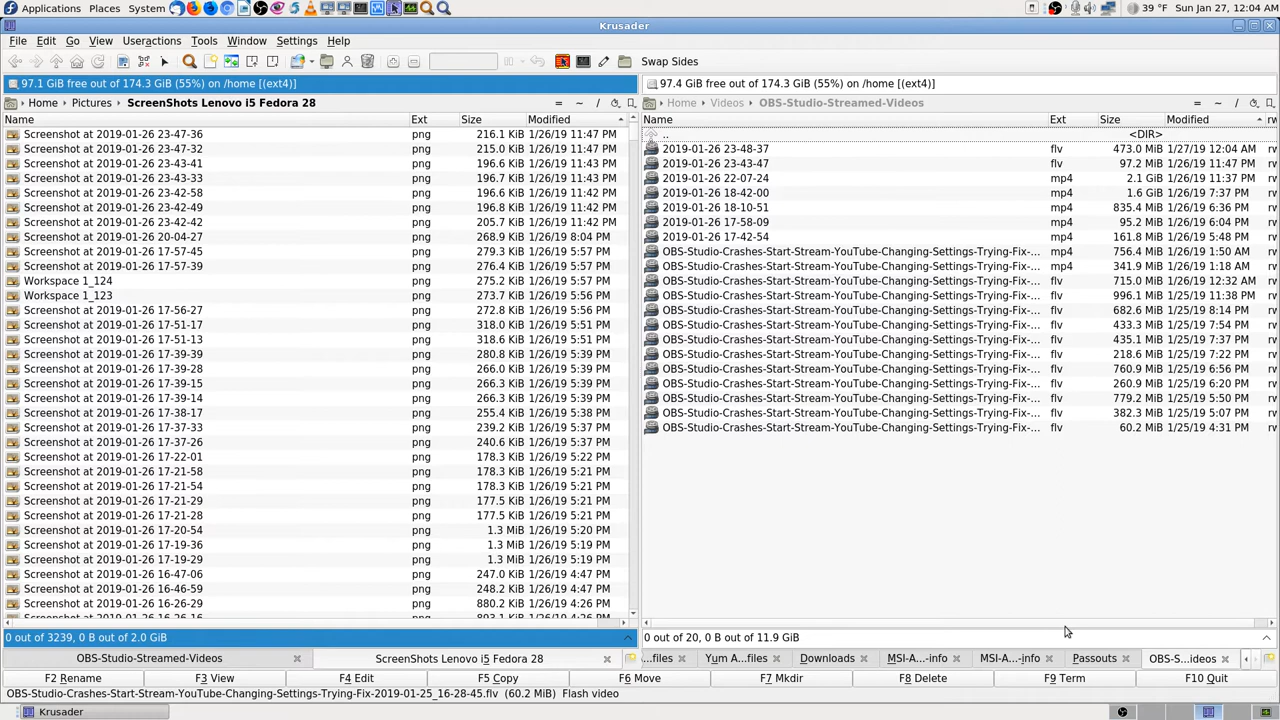 Applications Places System 39 °F Sun Jan 27, 12:04 AM
Krusader
File Edit Go View Useractions Tools Window Settings Help
Swap Sides
97.1 GiB free out of 174.3 GiB (55%) on /home [(ext4)] 97.4 GiB free out of 174.3 GiB (55%) on /home [(ext4)]
Home Pictures ScreenShots Lenovo i5 Fedora 28 = ~ / Home Videos OBS-Studio-Streamed-Videos = ~ /
Name Ext Size Modified Name Ext Size Modified rw
Screenshot at 2019-01-26 23-47-36 png 216.1 KiB 1/26/19 11:47 PM .. <DIR>
Screenshot at 2019-01-26 23-47-32 png 215.0 KiB 1/26/19 11:47 PM 2019-01-26 23-48-37 flv 473.0 MiB 1/27/19 12:04 AM rw
Screenshot at 2019-01-26 23-43-41 png 196.6 KiB 1/26/19 11:43 PM 2019-01-26 23-43-47 flv 97.2 MiB 1/26/19 11:47 PM rw
Screenshot at 2019-01-26 23-43-33 png 196.7 KiB 1/26/19 11:43 PM 2019-01-26 22-07-24 mp4 2.1 GiB 1/26/19 11:37 PM rw
Screenshot at 2019-01-26 23-42-58 png 196.6 KiB 1/26/19 11:42 PM 2019-01-26 18-42-00 mp4 1.6 GiB 1/26/19 7:37 PM rw
Screenshot at 2019-01-26 23-42-49 png 196.8 KiB 1/26/19 11:42 PM 2019-01-26 18-10-51 mp4 835.4 MiB 1/26/19 6:36 PM rw
Screenshot at 2019-01-26 23-42-42 png 205.7 KiB 1/26/19 11:42 PM 2019-01-26 17-58-09 mp4 95.2 MiB 1/26/19 6:04 PM rw
Screenshot at 2019-01-26 20-04-27 png 268.9 KiB 1/26/19 8:04 PM 2019-01-26 17-42-54 mp4 161.8 MiB 1/26/19 5:48 PM rw
Screenshot at 2019-01-26 17-57-45 png 279.3 KiB 1/26/19 5:57 PM OBS-Studio-Crashes-Start-Stream-YouTube-Changing-Settings-Trying-Fix-... mp4 756.4 MiB 1/26/19 1:50 AM rw
Screenshot at 2019-01-26 17-57-39 png 276.4 KiB 1/26/19 5:57 PM OBS-Studio-Crashes-Start-Stream-YouTube-Changing-Settings-Trying-Fix-... mp4 341.9 MiB 1/26/19 1:18 AM rw
Workspace 1_124 png 275.2 KiB 1/26/19 5:57 PM OBS-Studio-Crashes-Start-Stream-YouTube-Changing-Settings-Trying-Fix-... flv 715.0 MiB 1/26/19 12:32 AM rw
Workspace 1_123 png 273.7 KiB 1/26/19 5:56 PM OBS-Studio-Crashes-Start-Stream-YouTube-Changing-Settings-Trying-Fix-... flv 996.1 MiB 1/25/19 11:38 PM rw
Screenshot at 2019-01-26 17-56-27 png 272.8 KiB 1/26/19 5:56 PM OBS-Studio-Crashes-Start-Stream-YouTube-Changing-Settings-Trying-Fix-... flv 682.6 MiB 1/25/19 8:14 PM rw
Screenshot at 2019-01-26 17-51-17 png 318.0 KiB 1/26/19 5:51 PM OBS-Studio-Crashes-Start-Stream-YouTube-Changing-Settings-Trying-Fix-... flv 433.3 MiB 1/25/19 7:54 PM rw
Screenshot at 2019-01-26 17-51-13 png 318.6 KiB 1/26/19 5:51 PM OBS-Studio-Crashes-Start-Stream-YouTube-Changing-Settings-Trying-Fix-... flv 435.1 MiB 1/25/19 7:37 PM rw
Screenshot at 2019-01-26 17-39-39 png 280.8 KiB 1/26/19 5:39 PM OBS-Studio-Crashes-Start-Stream-YouTube-Changing-Settings-Trying-Fix-... flv 218.6 MiB 1/25/19 7:22 PM rw
Screenshot at 2019-01-26 17-39-28 png 266.0 KiB 1/26/19 5:39 PM OBS-Studio-Crashes-Start-Stream-YouTube-Changing-Settings-Trying-Fix-... flv 760.9 MiB 1/25/19 6:56 PM rw
Screenshot at 2019-01-26 17-39-15 png 266.3 KiB 1/26/19 5:39 PM OBS-Studio-Crashes-Start-Stream-YouTube-Changing-Settings-Trying-Fix-... flv 260.9 MiB 1/25/19 6:20 PM rw
Screenshot at 2019-01-26 17-39-14 png 266.3 KiB 1/26/19 5:39 PM OBS-Studio-Crashes-Start-Stream-YouTube-Changing-Settings-Trying-Fix-... flv 779.2 MiB 1/25/19 5:50 PM rw
Screenshot at 2019-01-26 17-38-17 png 255.4 KiB 1/26/19 5:38 PM OBS-Studio-Crashes-Start-Stream-YouTube-Changing-Settings-Trying-Fix-... flv 382.3 MiB 1/25/19 5:07 PM rw
Screenshot at 2019-01-26 17-37-33 png 239.2 KiB 1/26/19 5:37 PM OBS-Studio-Crashes-Start-Stream-YouTube-Changing-Settings-Trying-Fix-... flv 60.2 MiB 1/25/19 4:31 PM rw
Screenshot at 2019-01-26 17-37-26 png 240.6 KiB 1/26/19 5:37 PM
Screenshot at 2019-01-26 17-22-01 png 178.3 KiB 1/26/19 5:22 PM
Screenshot at 2019-01-26 17-21-58 png 178.3 KiB 1/26/19 5:21 PM
Screenshot at 2019-01-26 17-21-54 png 178.3 KiB 1/26/19 5:21 PM
Screenshot at 2019-01-26 17-21-29 png 177.5 KiB 1/26/19 5:21 PM
Screenshot at 2019-01-26 17-21-28 png 177.5 KiB 1/26/19 5:21 PM
Screenshot at 2019-01-26 17-20-54 png 1.3 MiB 1/26/19 5:20 PM
Screenshot at 2019-01-26 17-19-36 png 1.3 MiB 1/26/19 5:19 PM
Screenshot at 2019-01-26 17-19-29 png 1.3 MiB 1/26/19 5:19 PM
Screenshot at 2019-01-26 16-47-06 png 247.0 KiB 1/26/19 4:47 PM
Screenshot at 2019-01-26 16-46-59 png 248.2 KiB 1/26/19 4:47 PM
Screenshot at 2019-01-26 16-26-29 png 880.2 KiB 1/26/19 4:26 PM
Screenshot at 2019-01-26 16-26-16 png 893.1 KiB 1/26/19 4:26 PM
0 out of 3239, 0 B out of 2.0 GiB 0 out of 20, 0 B out of 11.9 GiB
OBS-Studio-Streamed-Videos ScreenShots Lenovo i5 Fedora 28 ...files Yum A...files Downloads MSI-A...-info MSI-A...-info Passouts OBS-S...ideos
F2 Rename F3 View F4 Edit F5 Copy F6 Move F7 Mkdir F8 Delete F9 Term F10 Quit
OBS-Studio-Crashes-Start-Stream-YouTube-Changing-Settings-Trying-Fix-2019-01-25_16-28-45.flv (60.2 MiB) Flash video
Krusader